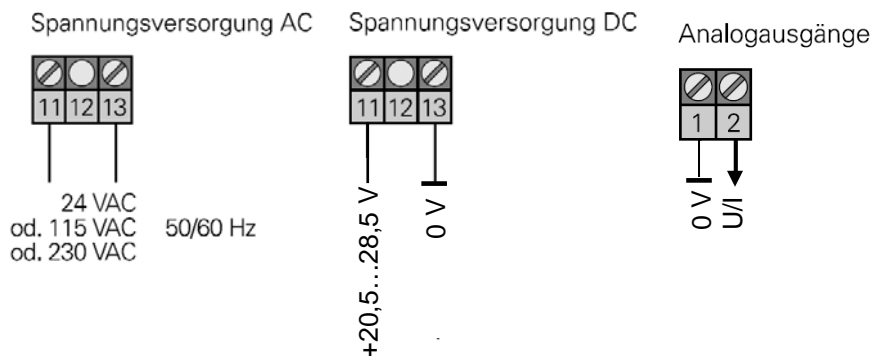 Spannungsversorgung AC
11 12 13
24 VAC
od. 115 VAC 50/60 Hz
od. 230 VAC
Spannungsversorgung DC
11 12 13
+20,5...28,5 V
0 V
Analogausgänge
1 2
0 V
U/I